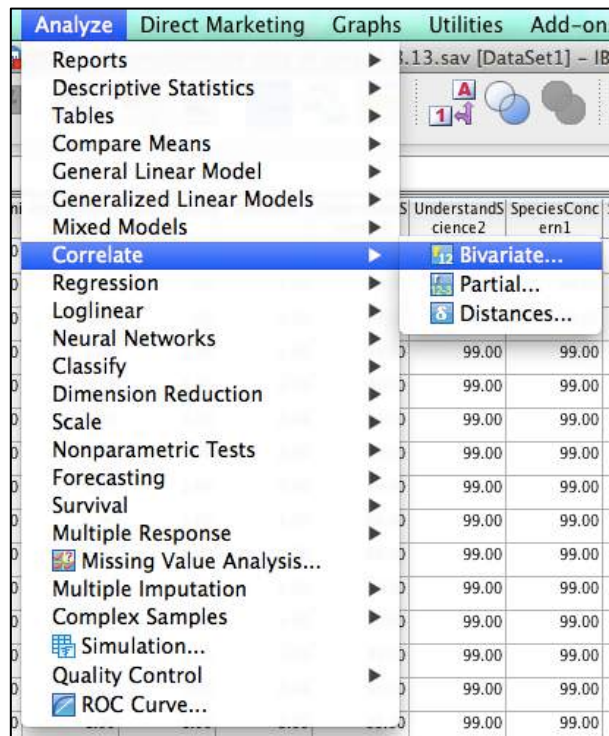 Analyze Direct Marketing Graphs Utilities Add-on
.13.sav [DataSet1] – IB
Reports
Descriptive Statistics
Tables
Compare Means
General Linear Model
Generalized Linear Models
Mixed Models
Correlate
Regression
Loglinear
Neural Networks
Classify
Dimension Reduction
Scale
Nonparametric Tests
Forecasting
Survival
Multiple Response
Missing Value Analysis...
Multiple Imputation
Complex Samples
Simulation...
Quality Control
ROC Curve...
A
1
UnderstandS SpeciesConc
cience2 ern1
Bivariate...
Partial...
Distances...
99.00 99.00
99.00 99.00
99.00 99.00
99.00 99.00
99.00 99.00
99.00 99.00
99.00 99.00
99.00 99.00
99.00 99.00
99.00 99.00
99.00 99.00
99.00 99.00